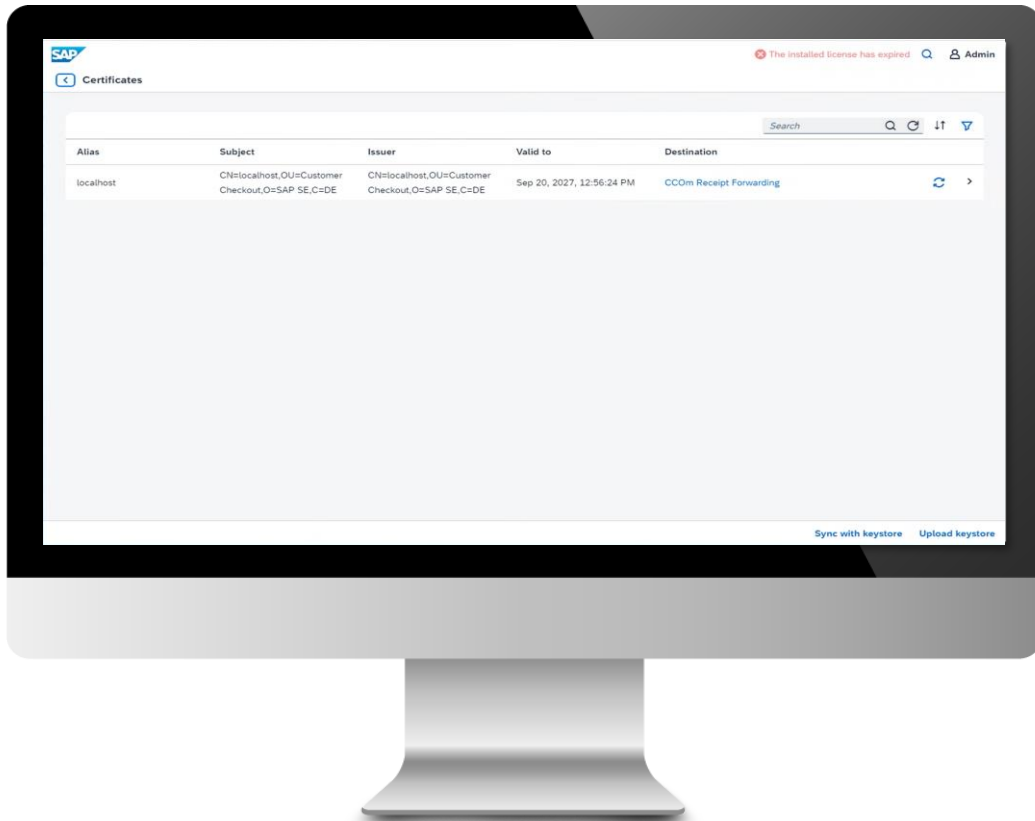 SAP
The installed license has expired
Admin
Certificates
Search
Alias Subject Issuer Valid to Destination
localhost CN=localhost,OU=Customer CN=localhost,OU=Customer Sep 20, 2027, 12:56:24 PM CCOm Receipt Forwarding
Checkout,O=SAP SE,C=DE Checkout,O=SAP SE,C=DE
Sync with keystore Upload keystore